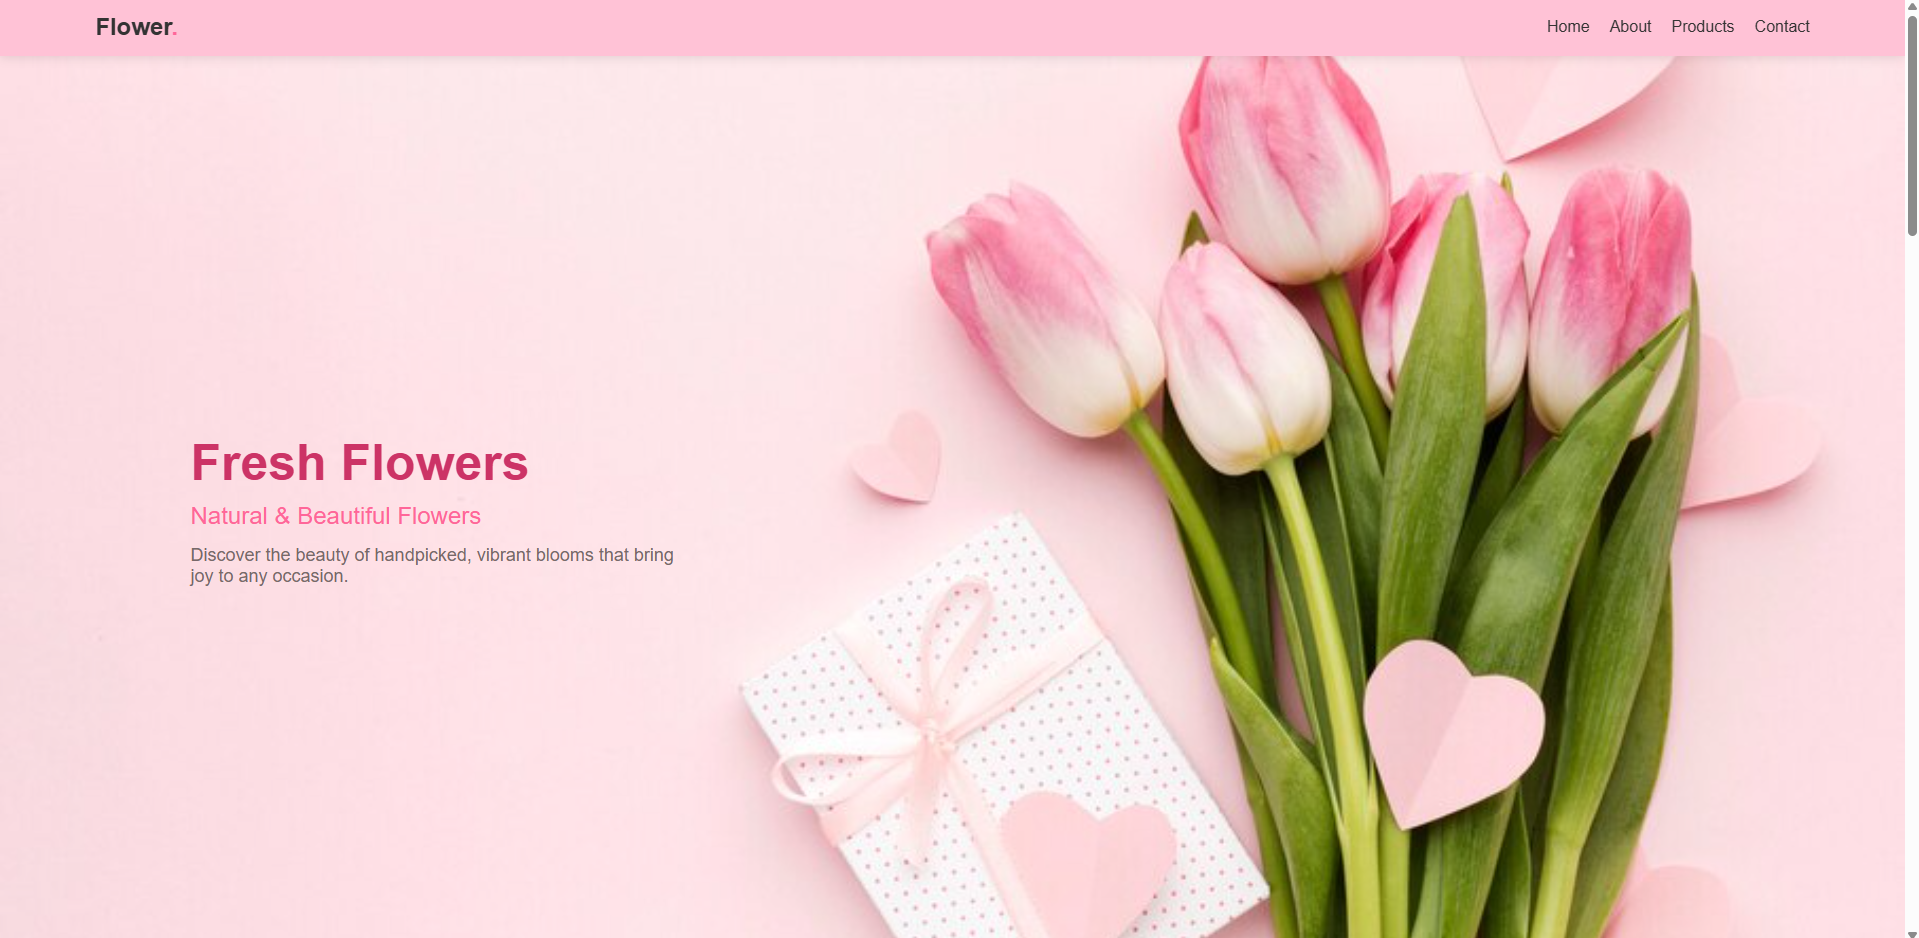 Flower.
Home About Products Contact
Fresh Flowers
Natural & Beautiful Flowers
Discover the beauty of handpicked, vibrant blooms that bring
joy to any occasion.